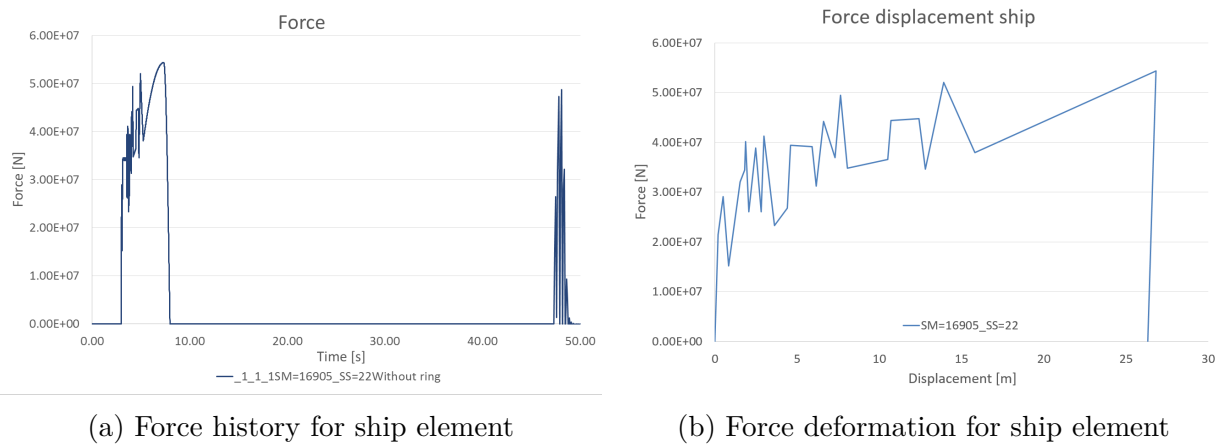 Force
6.00E+07
5.00E+07
4.00E+07
3.00E+07
2.00E+07
1.00E+07
0.00E+00
Force [N]
0.00
10.00
20.00
30.00
40.00
50.00
Time [s]
_1_1_1SM=16905_SS=22Without ring
(a) Force history for ship element
Force displacement ship
6.00E+07
5.00E+07
4.00E+07
3.00E+07
2.00E+07
1.00E+07
0.00E+00
Force [N]
SM=16905_SS=22
0
5
10
15
20
25
30
Displacement [m]
(b) Force deformation for ship element